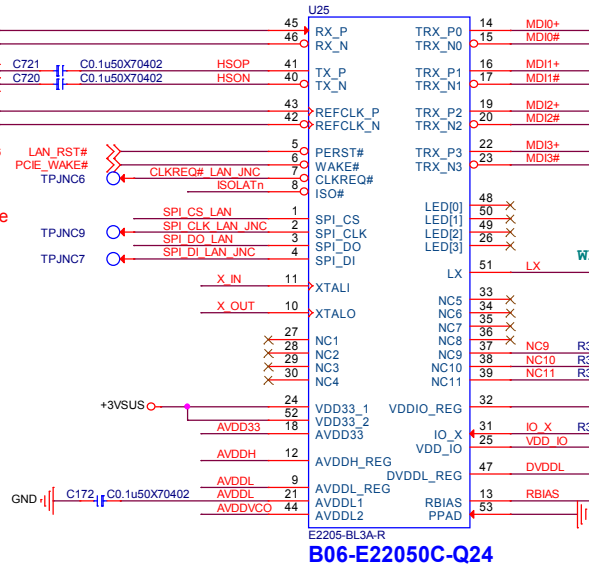 U25
45 RX_P TRX_P0 14 MDI0+
46 RX_N TRX_N0 15 MDI0#
C721 C0.1u50X70402 HSOP 41 TX_P TRX_P1 16 MDI1+
C720 C0.1u50X70402 HSON 40 TX_N TRX_N1 17 MDI1#
43 REFCLK_P TRX_P2 19 MDI2+
42 REFCLK_N TRX_N2 20 MDI2#
LAN_RST# 5 PERST# TRX_P3 22 MDI3+
PCIE_WAKE# 6 WAKE# TRX_N3 23 MDI3#
TPJNC6 CLKREQ#_LAN_JNC 7 CLKREQ#
ISOLATn 8 ISO#
LED[0] 48
SPI_CS_LAN 1 SPI_CS LED[1] 50
TPJNC9 SPI_CLK_LAN_JNC 2 SPI_CLK LED[2] 49
SPI_DO_LAN 3 SPI_DO LED[3] 26
TPJNC7 SPI_DI_LAN_JNC 4 SPI_DI
LX 51 LX
X_IN 11 XTALI
NC5 33
X_OUT 10 XTALO NC6 34
NC7 35
27 NC1 NC8 36
28 NC2 NC9 37 NC9
29 NC3 NC10 38 NC10
30 NC4 NC11 39 NC11
+3VSUS 24 VDD33_1 VDDIO_REG 32
52 VDD33_2
AVDD33 18 AVDD33 IO_X 31 IO_X
VDD_IO 25 VDD_IO
AVDDH 12 AVDDH_REG
DVDDL_REG 47 DVDDL
AVDDL 9 AVDDL_REG
GND C172 C0.1u50X70402 AVDDL 21 AVDDL1 RBIAS 13 RBIAS
AVDDVCO 44 AVDDL2 PPAD 53
E2205-BL3A-R
B06-E22050C-Q24